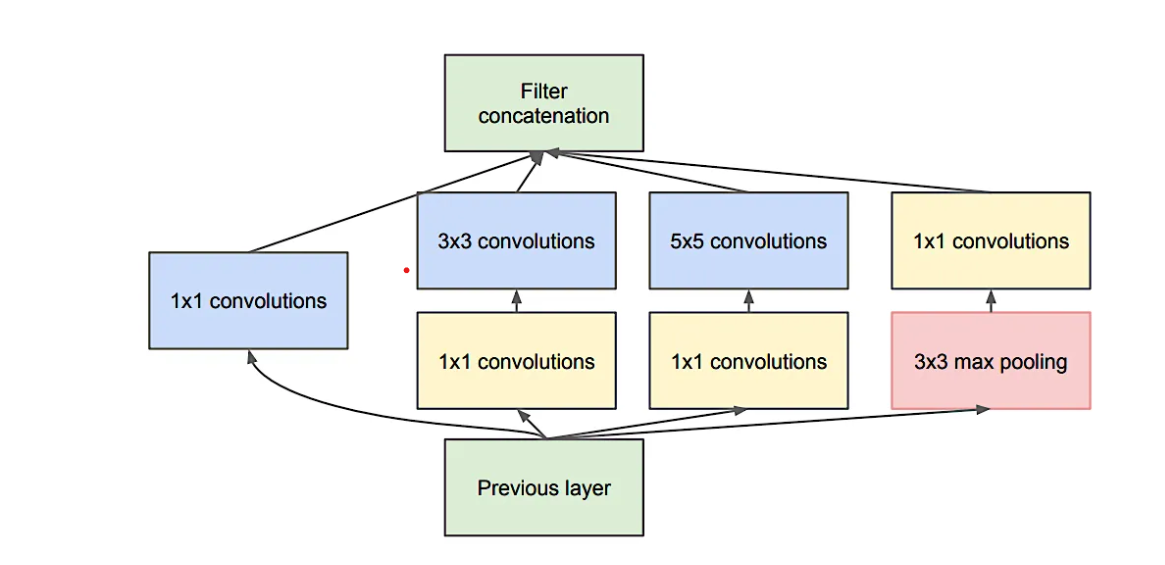 Filter
concatenation
3x3 convolutions
5x5 convolutions
1x1 convolutions
1x1 convolutions
1x1 convolutions
1x1 convolutions
3x3 max pooling
Previous layer